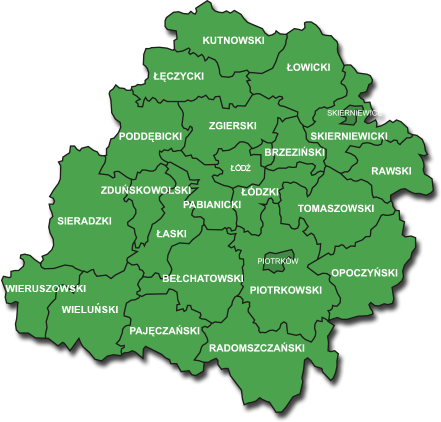 KUTNOWSKI
ŁOWICKI
ŁĘCZYCKI
SKIERNIEWICE
ZGIERSKI
PODDĘBICKI
SKIERNIEWICKI
BRZEZIŃSKI
ŁÓDŹ
RAWSKI
ZDUŃSKOWOLSKI
ŁÓDZKI
PABIANICKI
TOMASZOWSKI
SIERADZKI
ŁASKI
PIOTRKÓW
OPOCZYŃSKI
BEŁCHATOWSKI
WIERUSZOWSKI
PIOTRKOWSKI
WIELUŃSKI
PAJĘCZAŃSKI
RADOMSZCZAŃSKI